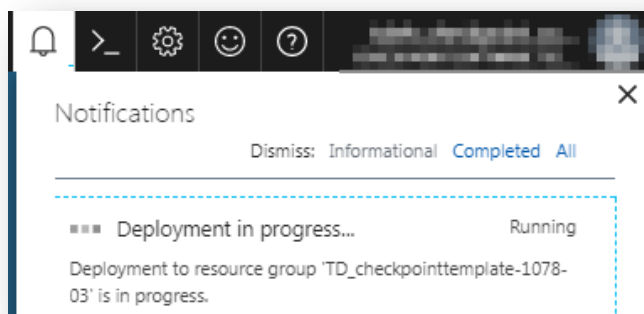 Notifications
Dismiss: Informational Completed All
Deployment in progress... Running
Deployment to resource group 'TD_checkpointtemplate-1078-
03' is in progress.